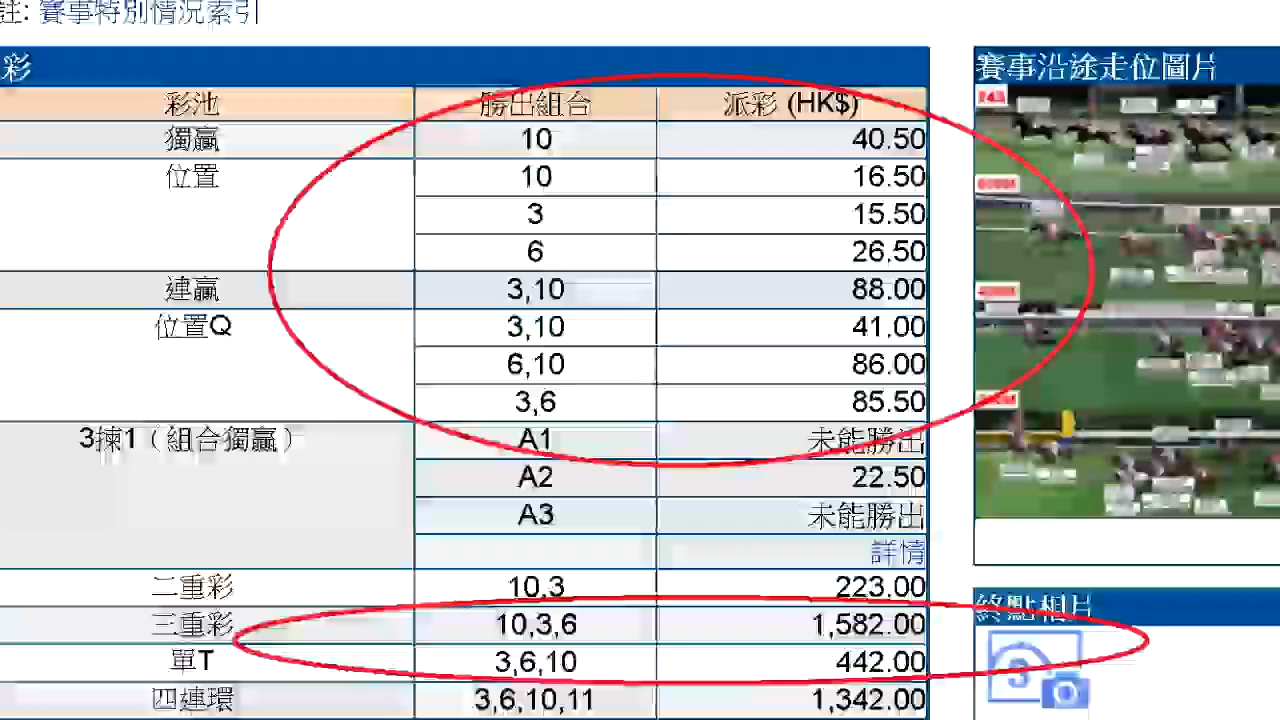 註: 賽事特別情況索引
彩
賽事沿途走位圖片
彩池 勝出組合 派彩 (HK$)
獨贏 10 40.50
位置 10 16.50
3 15.50
6 26.50
連贏 3,10 88.00
位置Q 3,10 41.00
6,10 86.00
3,6 85.50
3揀1（組合獨贏） A1 未能勝出
A2 22.50
A3 未能勝出
詳情
二重彩 10,3 223.00
終點相片
三重彩 10,3,6 1,582.00
單T 3,6,10 442.00
四連環 3,6,10,11 1,342.00